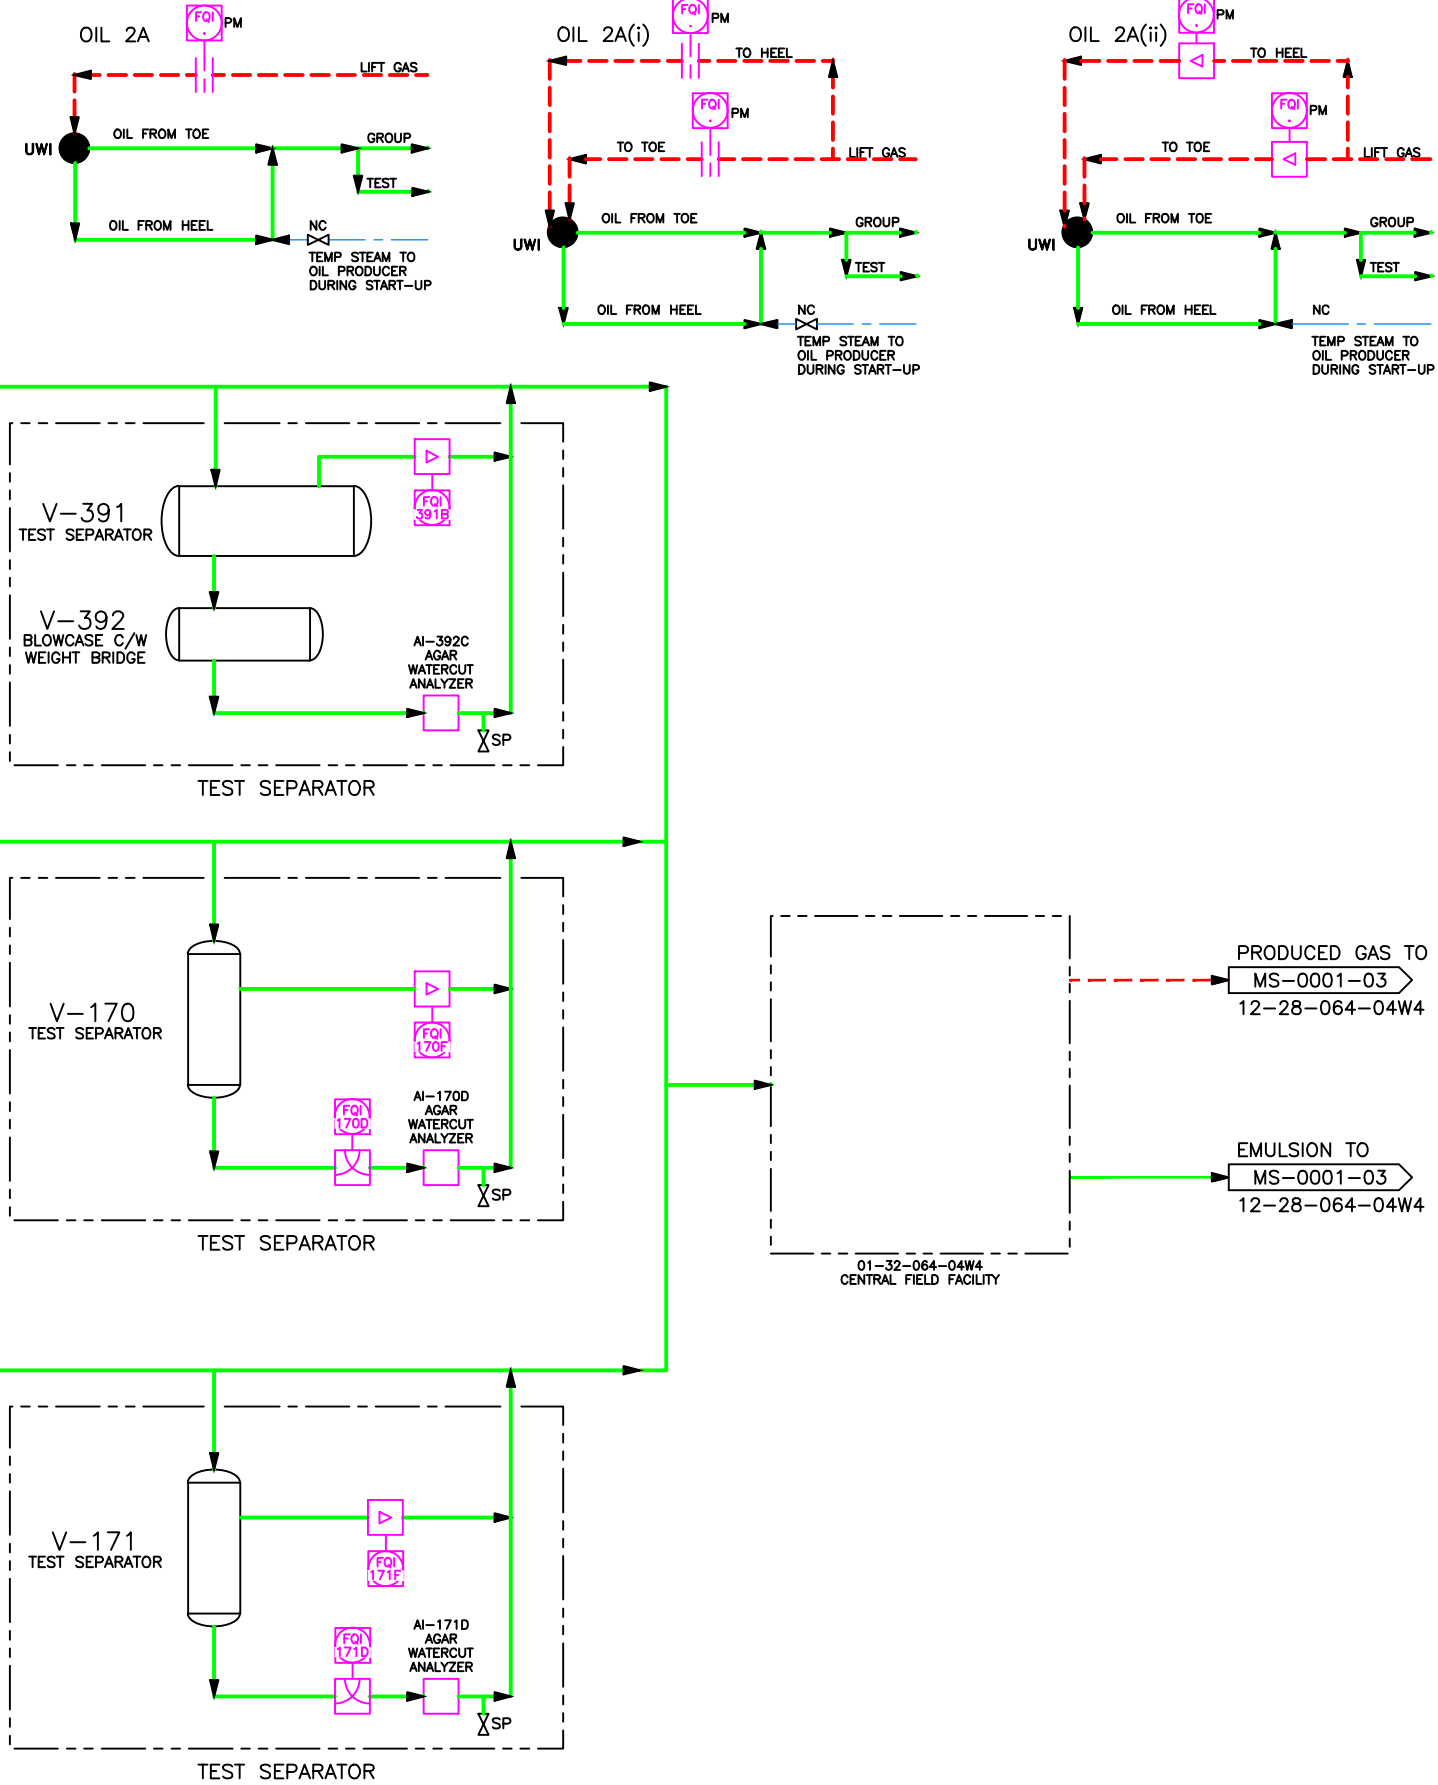 OIL 2A
FQI
PM
LIFT GAS
UWI
OIL FROM TOE
GROUP
TEST
OIL FROM HEEL
NC
TEMP STEAM TO
OIL PRODUCER
DURING START-UP
OIL 2A(i)
FQI
PM
TO HEEL
FQI
PM
TO TOE
LIFT GAS
UWI
OIL FROM TOE
GROUP
TEST
OIL FROM HEEL
NC
TEMP STEAM TO
OIL PRODUCER
DURING START-UP
OIL 2A(ii)
FQI
PM
TO HEEL
FQI
PM
TO TOE
LIFT GAS
UWI
OIL FROM TOE
GROUP
TEST
OIL FROM HEEL
NC
TEMP STEAM TO
OIL PRODUCER
DURING START-UP
V-391
TEST SEPARATOR
FQI
391B
V-392
BLOWCASE C/W
WEIGHT BRIDGE
AI-392C
AGAR
WATERCUT
ANALYZER
SP
TEST SEPARATOR
V-170
TEST SEPARATOR
FQI
170F
FQI
170D
AI-170D
AGAR
WATERCUT
ANALYZER
SP
TEST SEPARATOR
PRODUCED GAS TO
MS-0001-03
12-28-064-04W4
EMULSION TO
MS-0001-03
12-28-064-04W4
01-32-064-04W4
CENTRAL FIELD FACILITY
V-171
TEST SEPARATOR
FQI
171F
FQI
171D
AI-171D
AGAR
WATERCUT
ANALYZER
SP
TEST SEPARATOR